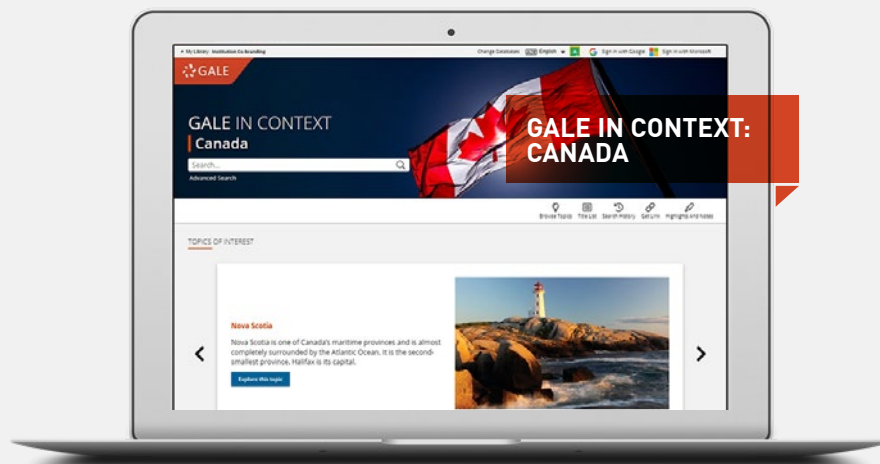 My Library Institution Co-branding
Change Databases English Sign in with Google Sign in with Microsoft
GALE
GALE IN CONTEXT
Canada
Search...
Advanced Search
GALE IN CONTEXT:
CANADA
Browse Topics Title List Search History Get Link Highlights And Notes
TOPICS OF INTEREST
Nova Scotia
Nova Scotia is one of Canada's maritime provinces and is almost
completely surrounded by the Atlantic Ocean. It is the second-
smallest province. Halifax is its capital.
Explore this topic